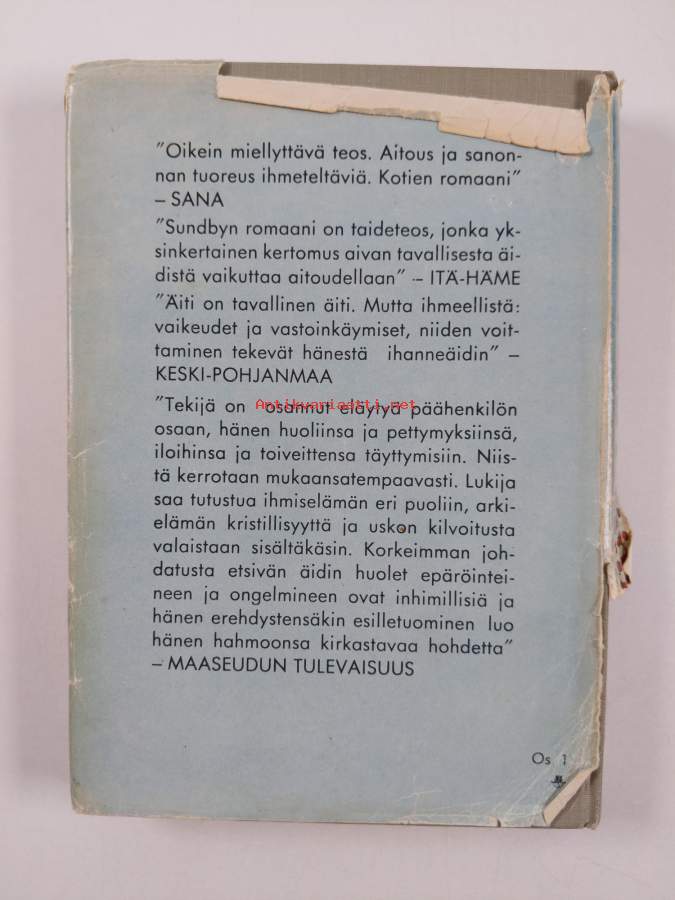 "Oikein miellyttävä teos. Aitous ja sanon-
nan tuoreus ihmeteltäviä. Kotien romaani"
– SANA
"Sundbyn romaani on taideteos, jonka yk-
sinkertainen kertomus aivan tavallisesta äi-
distä vaikuttaa aitoudellaan" – ITÄ-HÄME
"Äiti on tavallinen äiti. Mutta ihmeellistä:
vaikeudet ja vastoinkäymiset, niiden voit-
taminen tekevät hänestä ihanneäidin" –
KESKI-POHJANMAA
Antikvariaatti.net
"Tekijä on osannut eläytyä päähenkilön
osaan, hänen huoliinsa ja pettymyksiinsä,
iloihinsa ja toiveittensa täyttymisiin. Niis-
tä kerrotaan mukaansatempaavasti. Lukija
saa tutustua ihmiselämän eri puoliin, arki-
elämän kristillisyyttä ja uskon kilvoitusta
valaistaan sisältäkäsin. Korkeimman joh-
datusta etsivän äidin huolet epäröintei-
neen ja ongelmineen ovat inhimillisiä ja
hänen erehdystensäkin esilletuominen luo
hänen hahmoonsa kirkastavaa hohdetta"
– MAASEUDUN TULEVAISUUS
Os 1